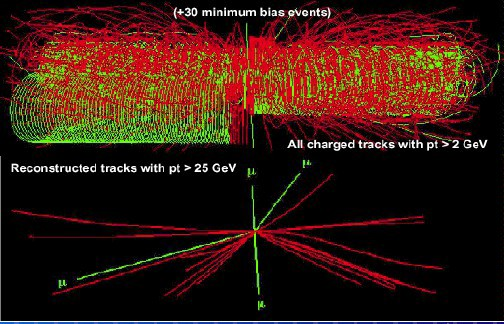 (+30 minimum bias events)
All charged tracks with pt > 2 GeV
Reconstructed tracks with pt > 25 GeV
μ
μ
μ
μ